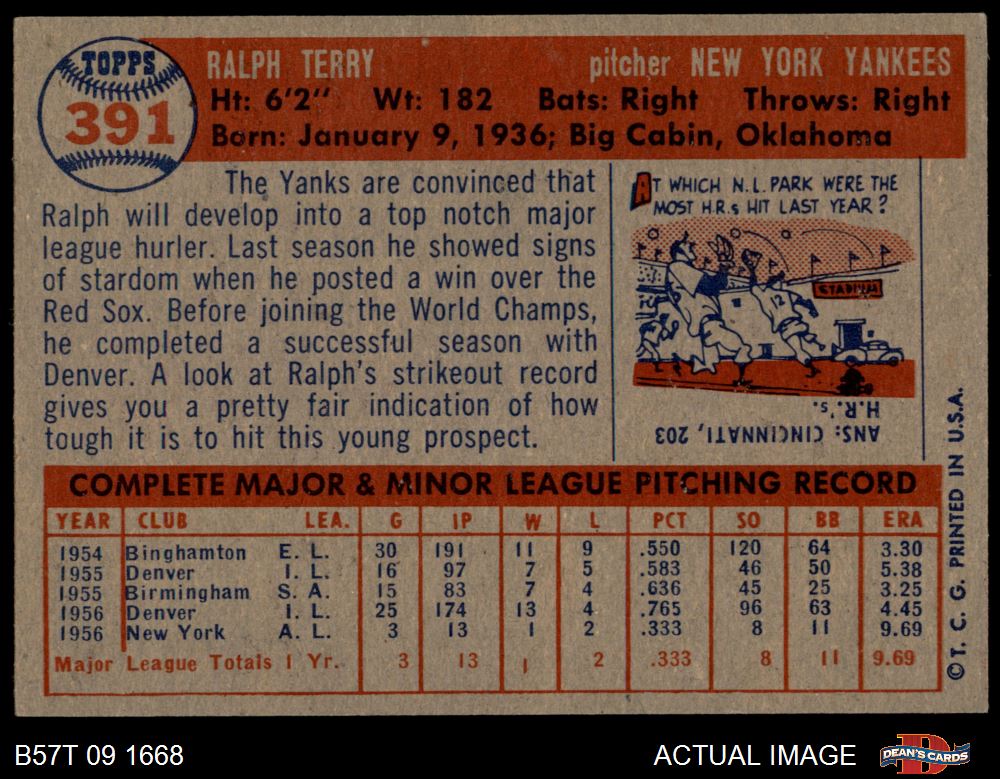 TOPPS
391
RALPH TERRY pitcher NEW YORK YANKEES
Ht: 6'2" Wt: 182 Bats: Right Throws: Right
Born: January 9, 1936; Big Cabin, Oklahoma
The Yanks are convinced that
Ralph will develop into a top notch major
league hurler. Last season he showed signs
of stardom when he posted a win over the
Red Sox. Before joining the World Champs,
he completed a successful season with
Denver. A look at Ralph's strikeout record
gives you a pretty fair indication of how
tough it is to hit this young prospect.
AT WHICH N.L. PARK WERE THE
MOST H.R.s HIT LAST YEAR?
STADIUM
12
ANS: CINCINNATI, 203
H.R.'s.
COMPLETE MAJOR & MINOR LEAGUE PITCHING RECORD
YEAR CLUB LEA. G IP W L PCT SO BB ERA
1954 Binghamton E. L. 30 191 11 9 .550 120 64 3.30
1955 Denver I. L. 16 97 7 5 .583 46 50 5.38
1955 Birmingham S. A. 15 83 7 4 .636 45 25 3.25
1956 Denver I. L. 25 174 13 4 .765 96 63 4.45
1956 New York A. L. 3 13 1 2 .333 8 11 9.69
Major League Totals 1 Yr. 3 13 1 2 .333 8 11 9.69
© T. C. G. PRINTED IN U.S.A.
B57T 09 1668 ACTUAL IMAGE DEAN'S CARDS